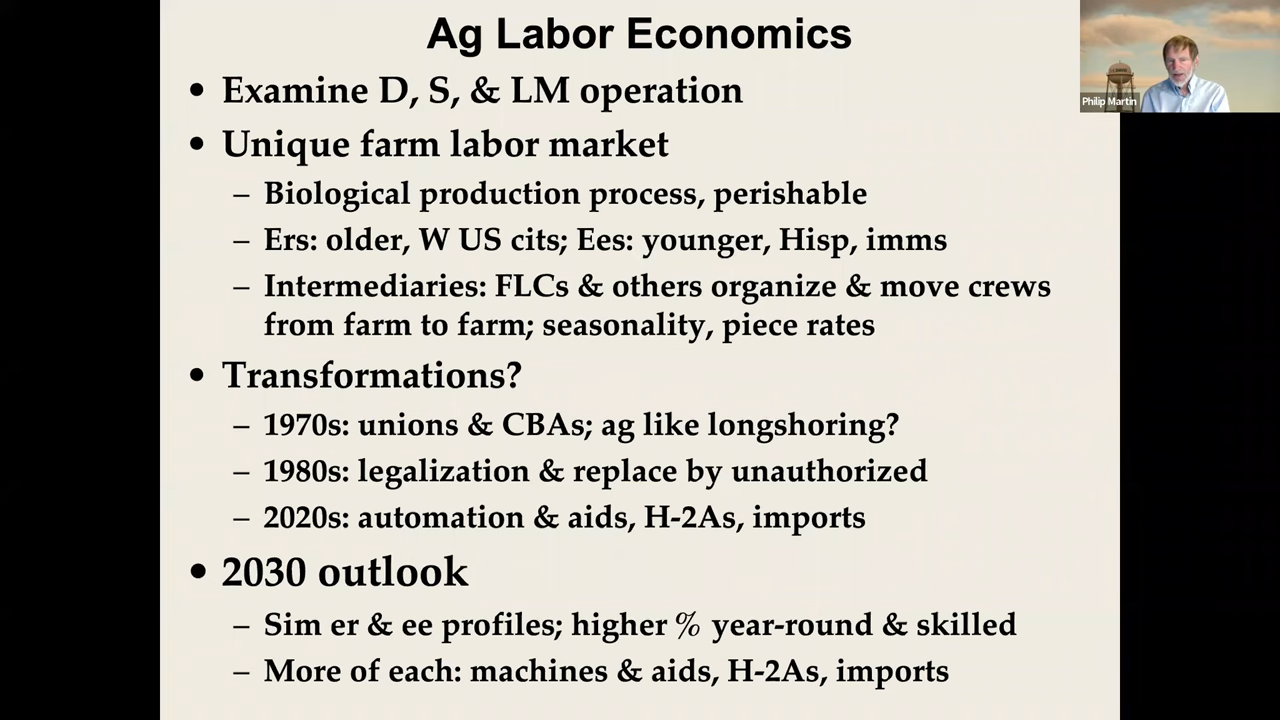 Ag Labor Economics
• Examine D, S, & LM operation
• Unique farm labor market
– Biological production process, perishable
– Ers: older, W US cits; Ees: younger, Hisp, imms
– Intermediaries: FLCs & others organize & move crews
from farm to farm; seasonality, piece rates
• Transformations?
– 1970s: unions & CBAs; ag like longshoring?
– 1980s: legalization & replace by unauthorized
– 2020s: automation & aids, H-2As, imports
• 2030 outlook
– Sim er & ee profiles; higher % year-round & skilled
– More of each: machines & aids, H-2As, imports
Philip Martin